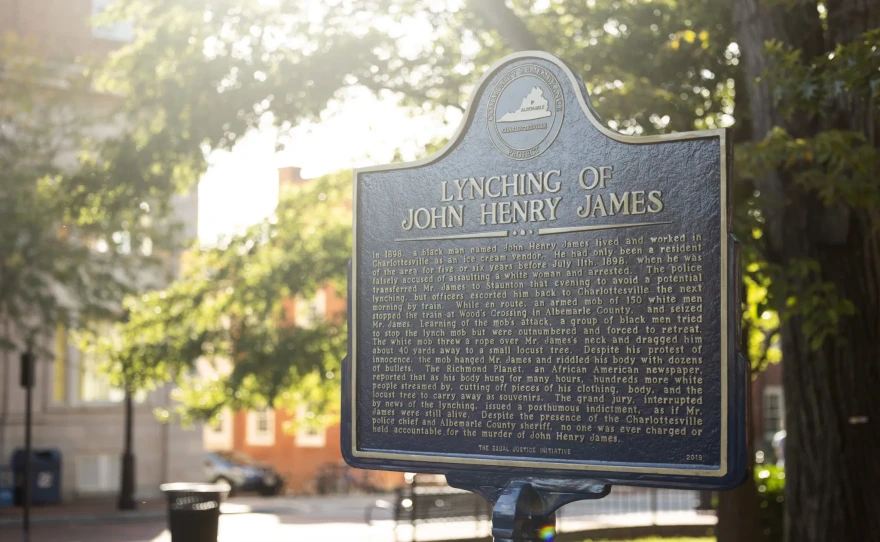 COMMUNITY REMEMBRANCE
ALBEMARLE
CHARLOTTESVILLE
PROJECT
LYNCHING OF
JOHN HENRY JAMES
In 1898, a black man named John Henry James lived and worked in
Charlottesville as an ice cream vendor. He had only been a resident
of the area for five or six years before July 11th, 1898, when he was
falsely accused of assaulting a white woman and arrested. The police
transferred Mr. James to Staunton that evening to avoid a potential
lynching, but officers escorted him back to Charlottesville the next
morning by train. While en route, an armed mob of 150 white men
stopped the train at Wood's Crossing in Albemarle County, and seized
Mr. James. Learning of the mob's attack, a group of black men tried
to stop the lynch mob but were outnumbered and forced to retreat.
The white mob threw a rope over Mr. James's neck and dragged him
about 40 yards away to a small locust tree. Despite his protest of
innocence, the mob hanged Mr. James and riddled his body with dozens
of bullets. The Richmond Planet, an African American newspaper,
reported that as his body hung for many hours, hundreds more white
people streamed by, cutting of pieces of his clothing, body, and the
locust tree to carry away as souvenirs. The grand jury, interrupted
by news of the lynching, issued a posthumous indictment, as if Mr.
James were still alive. Despite the presence of the Charlottesville
police chief and Albemarle County sheriff, no one was ever charged or
held accountable for the murder of John Henry James.
THE EQUAL JUSTICE INITIATIVE
2019